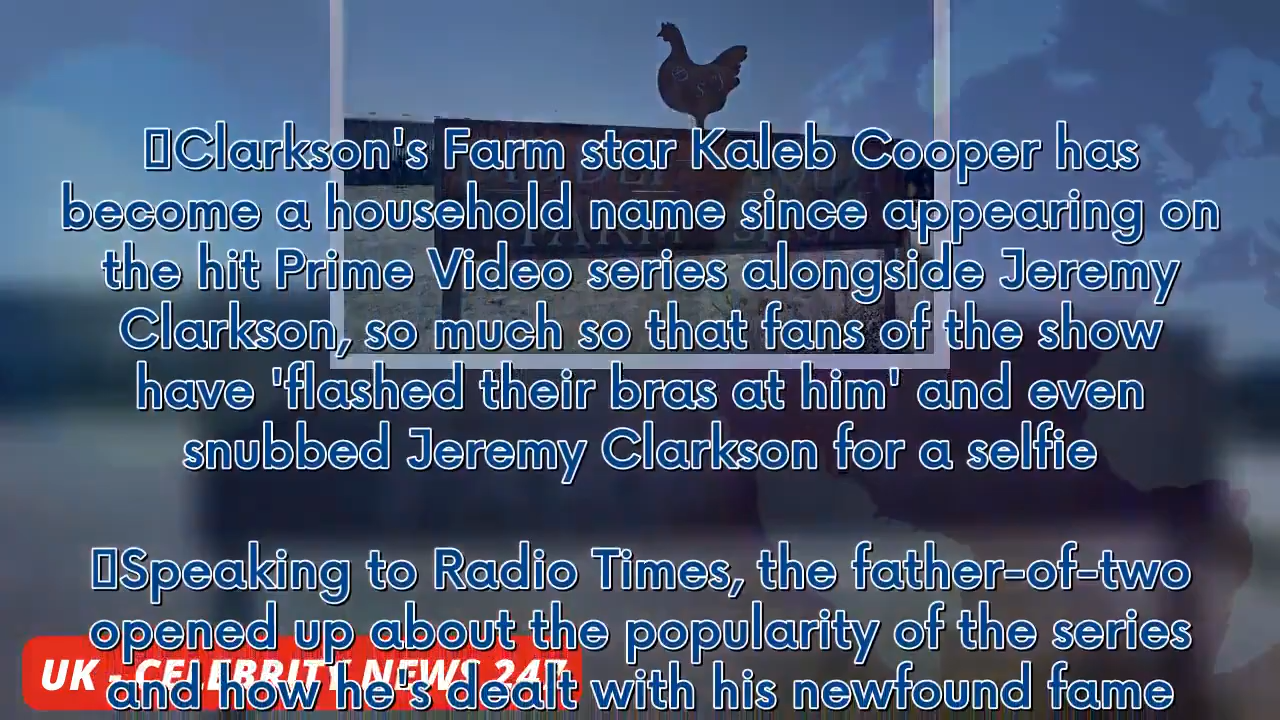 Clarkson's Farm star Kaleb Cooper has
become a household name since appearing on
the hit Prime Video series alongside Jeremy
Clarkson, so much so that fans of the show
have 'flashed their bras at him' and even
snubbed Jeremy Clarkson for a selfie
Speaking to Radio Times, the father-of-two
opened up about the popularity of the series
and how he's dealt with his newfound fame
UK - CELEBRITY NEWS 247